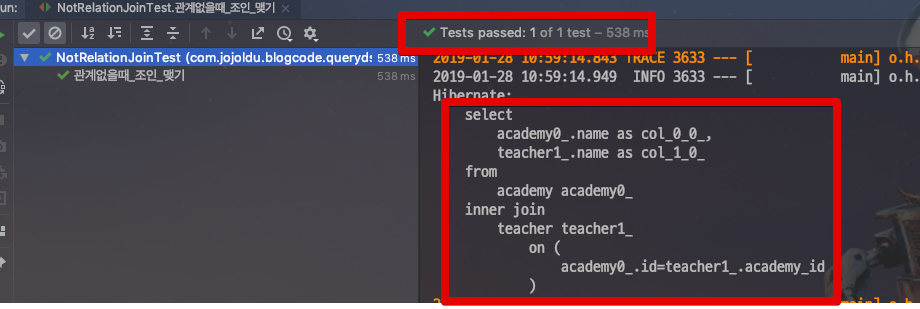 un:
NotRelationJoinTest.관계없을때_조인_맺기
Tests passed: 1 of 1 test – 538 ms
NotRelationJoinTest (com.jojoldu.blogcode.queryds 538 ms
관계없을때_조인_맺기 538 ms
2019-01-28 10:59:14.843 TRACE 3633 --- [ main] o.h.
2019-01-28 10:59:14.949 INFO 3633 --- [ main] o.h.
Hibernate:
select
academy0_.name as col_0_0_,
teacher1_.name as col_1_0_
from
academy academy0_
inner join
teacher teacher1_
on (
academy0_.id=teacher1_.academy_id
)